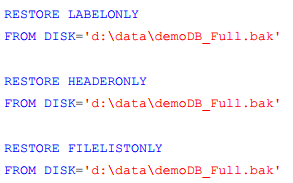 RESTORE LABELONLY
FROM DISK='d:\data\demoDB_Full.bak'
RESTORE HEADERONLY
FROM DISK='d:\data\demoDB_Full.bak'
RESTORE FILELISTONLY
FROM DISK='d:\data\demoDB_Full.bak'